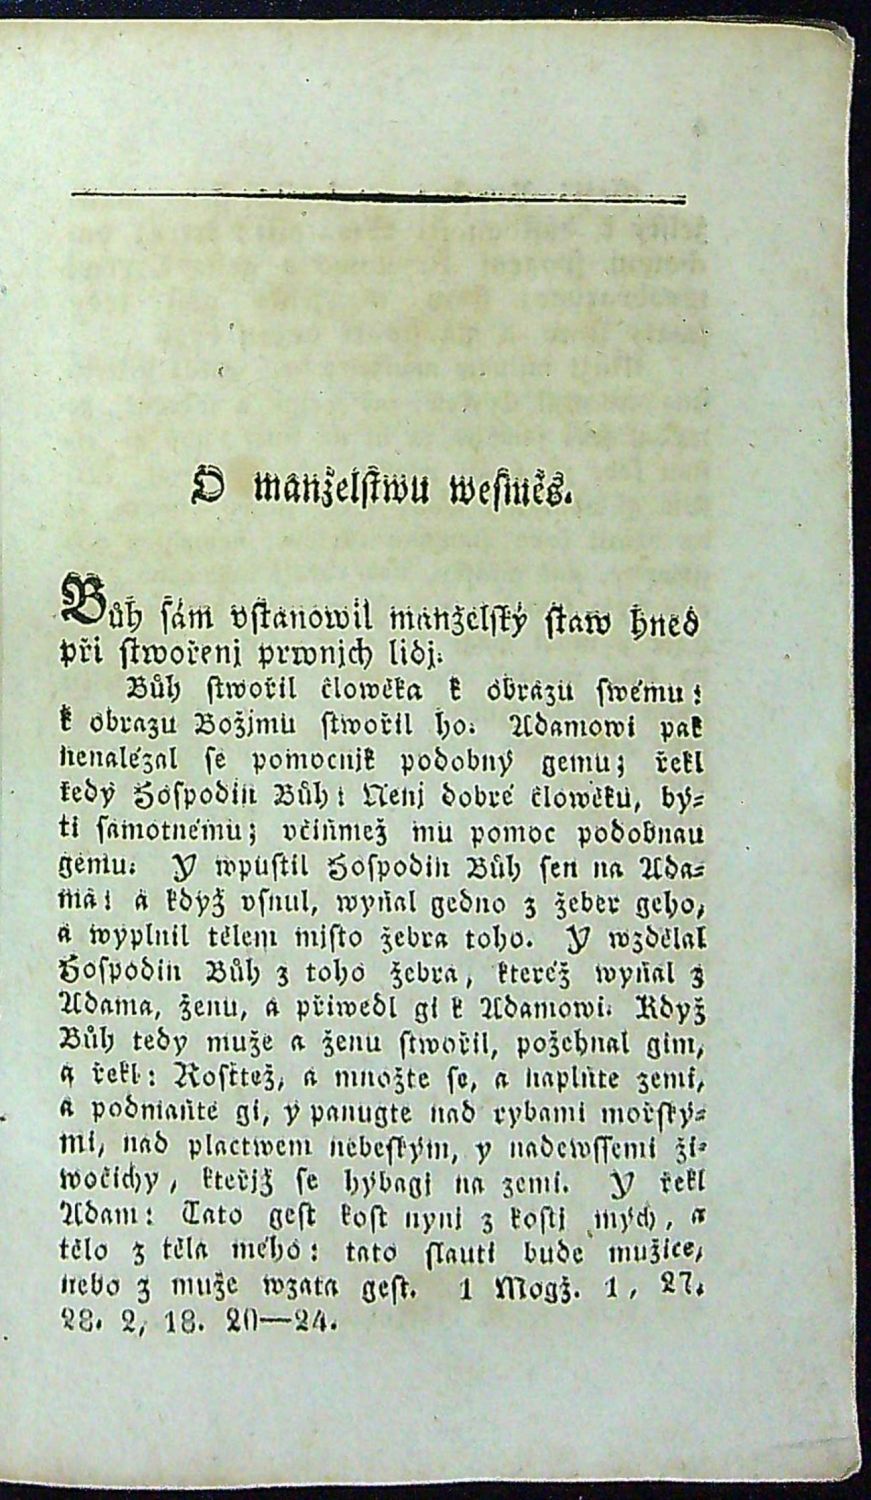 O manželſtwu weſměs.
Bůh ſám vſtanowil manželſký ſtaw hned
při ſtwořenj prwnjch lidj.
Bůh ſtwořil člowěka k obrazu ſwému:
k obrazu Božjmu ſtwořil ho. Adamowi pak
nenalézal ſe pomocnjk podobný gemu; řekl
tedy Hoſpodin Bůh: Nenj dobré člowěku, bý⸗
ti ſamotnému; včiňmež mu pomoc podobnau
gemu. Y wpuſtil Hoſpodin Bůh ſen na Ada⸗
ma: a když vſnul, wyňal gedno z žeber geho,
a wyplnil tělem mjſto žebra toho. Y wzdělal
Hoſpodin Bůh z toho žebra, kteréž wyňal z
Adama, ženu, a přiwedl gi k Adamowi. Když
Bůh tedy muže a ženu ſtwořil, požehnal gim,
a řekl: Roſttež, a množte ſe, a naplňte zemi,
a podmaňte gi, y panugte nad rybami mořſký⸗
mi, nad ptactwem nebeſkým, y nadewſſemi ži⸗
wočichy, kteřjž ſe hýbagj na zemi. Y řekl
Adam: Tato geſt koſt nynj z koſtj mých, a
tělo z těla mého: tato ſlauti bude mužice,
nebo z muže wzata geſt. 1 Mogž. 1, 27.
28. 2, 18. 20—24.